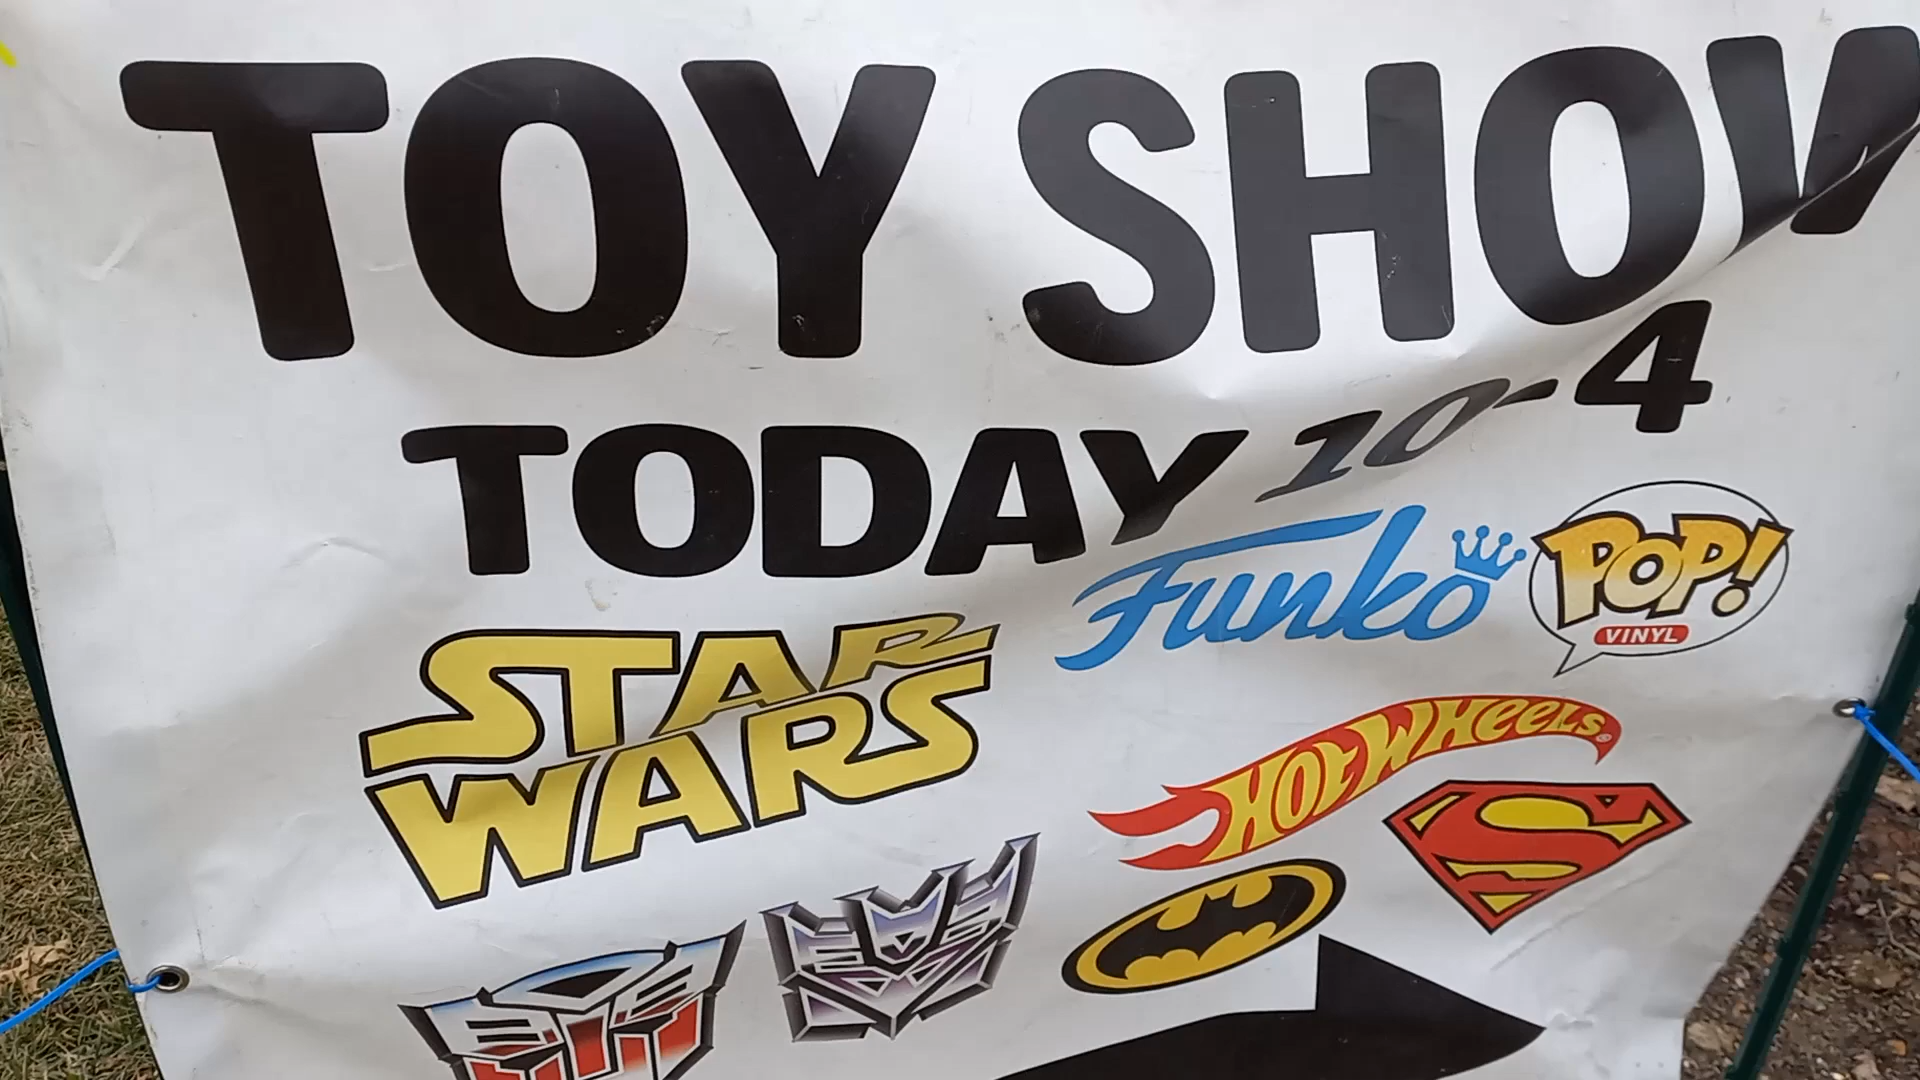 TOY SHOW
TODAY 10-4
Funko POP!
VINYL
STAR
WARS
HOT WHEELS®
S